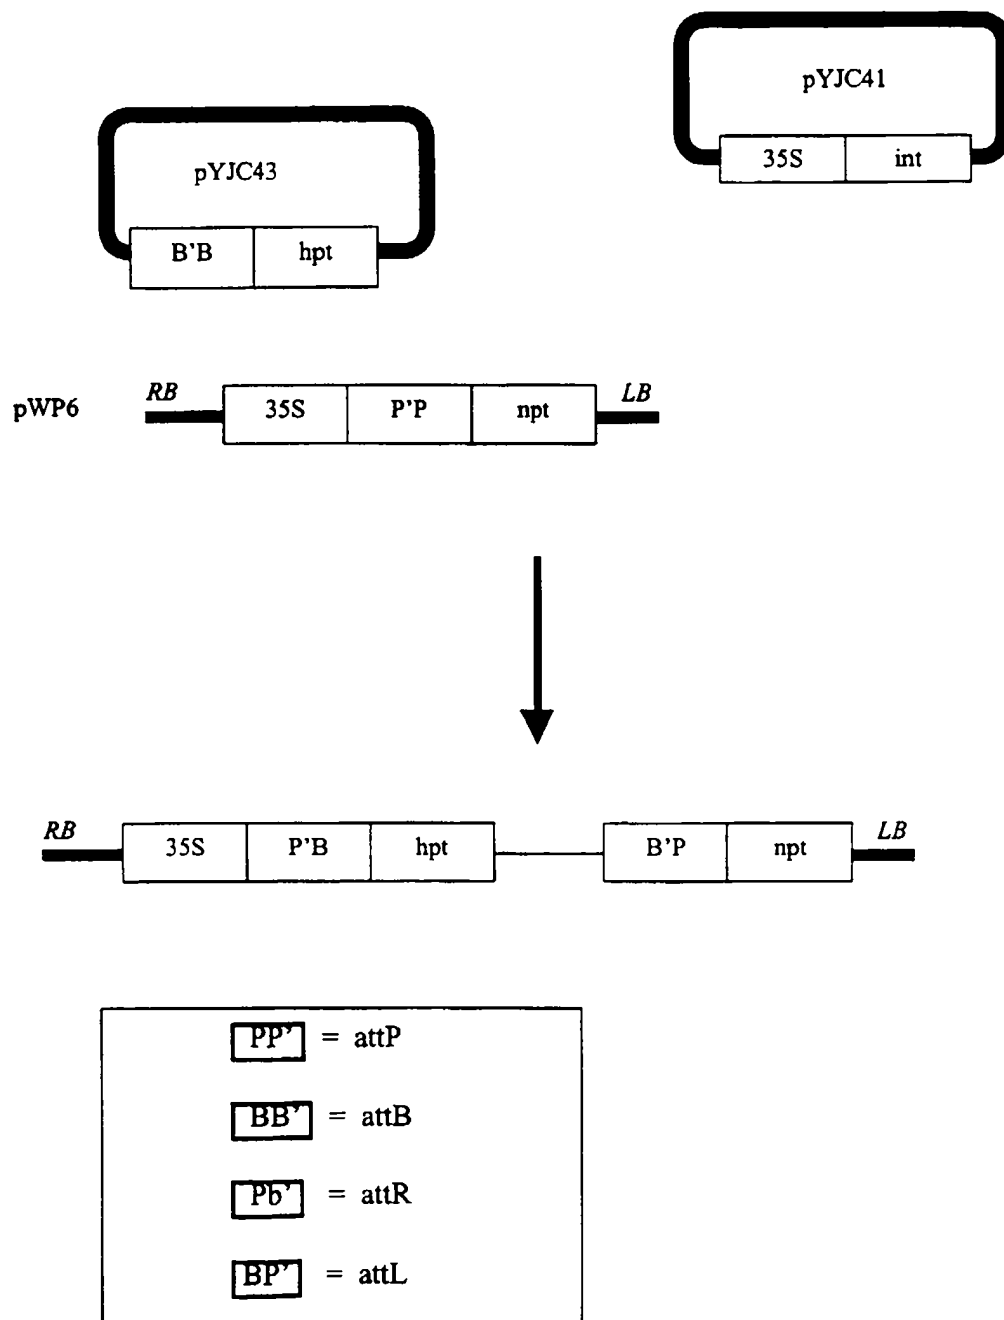 pYJC41
35S int
pYJC43
B'B hpt
pWP6 RB 35S P'P npt LB
RB 35S P'B hpt B'P npt LB
PP' = attP
BB' = attB
Pb' = attR
BP' = attL